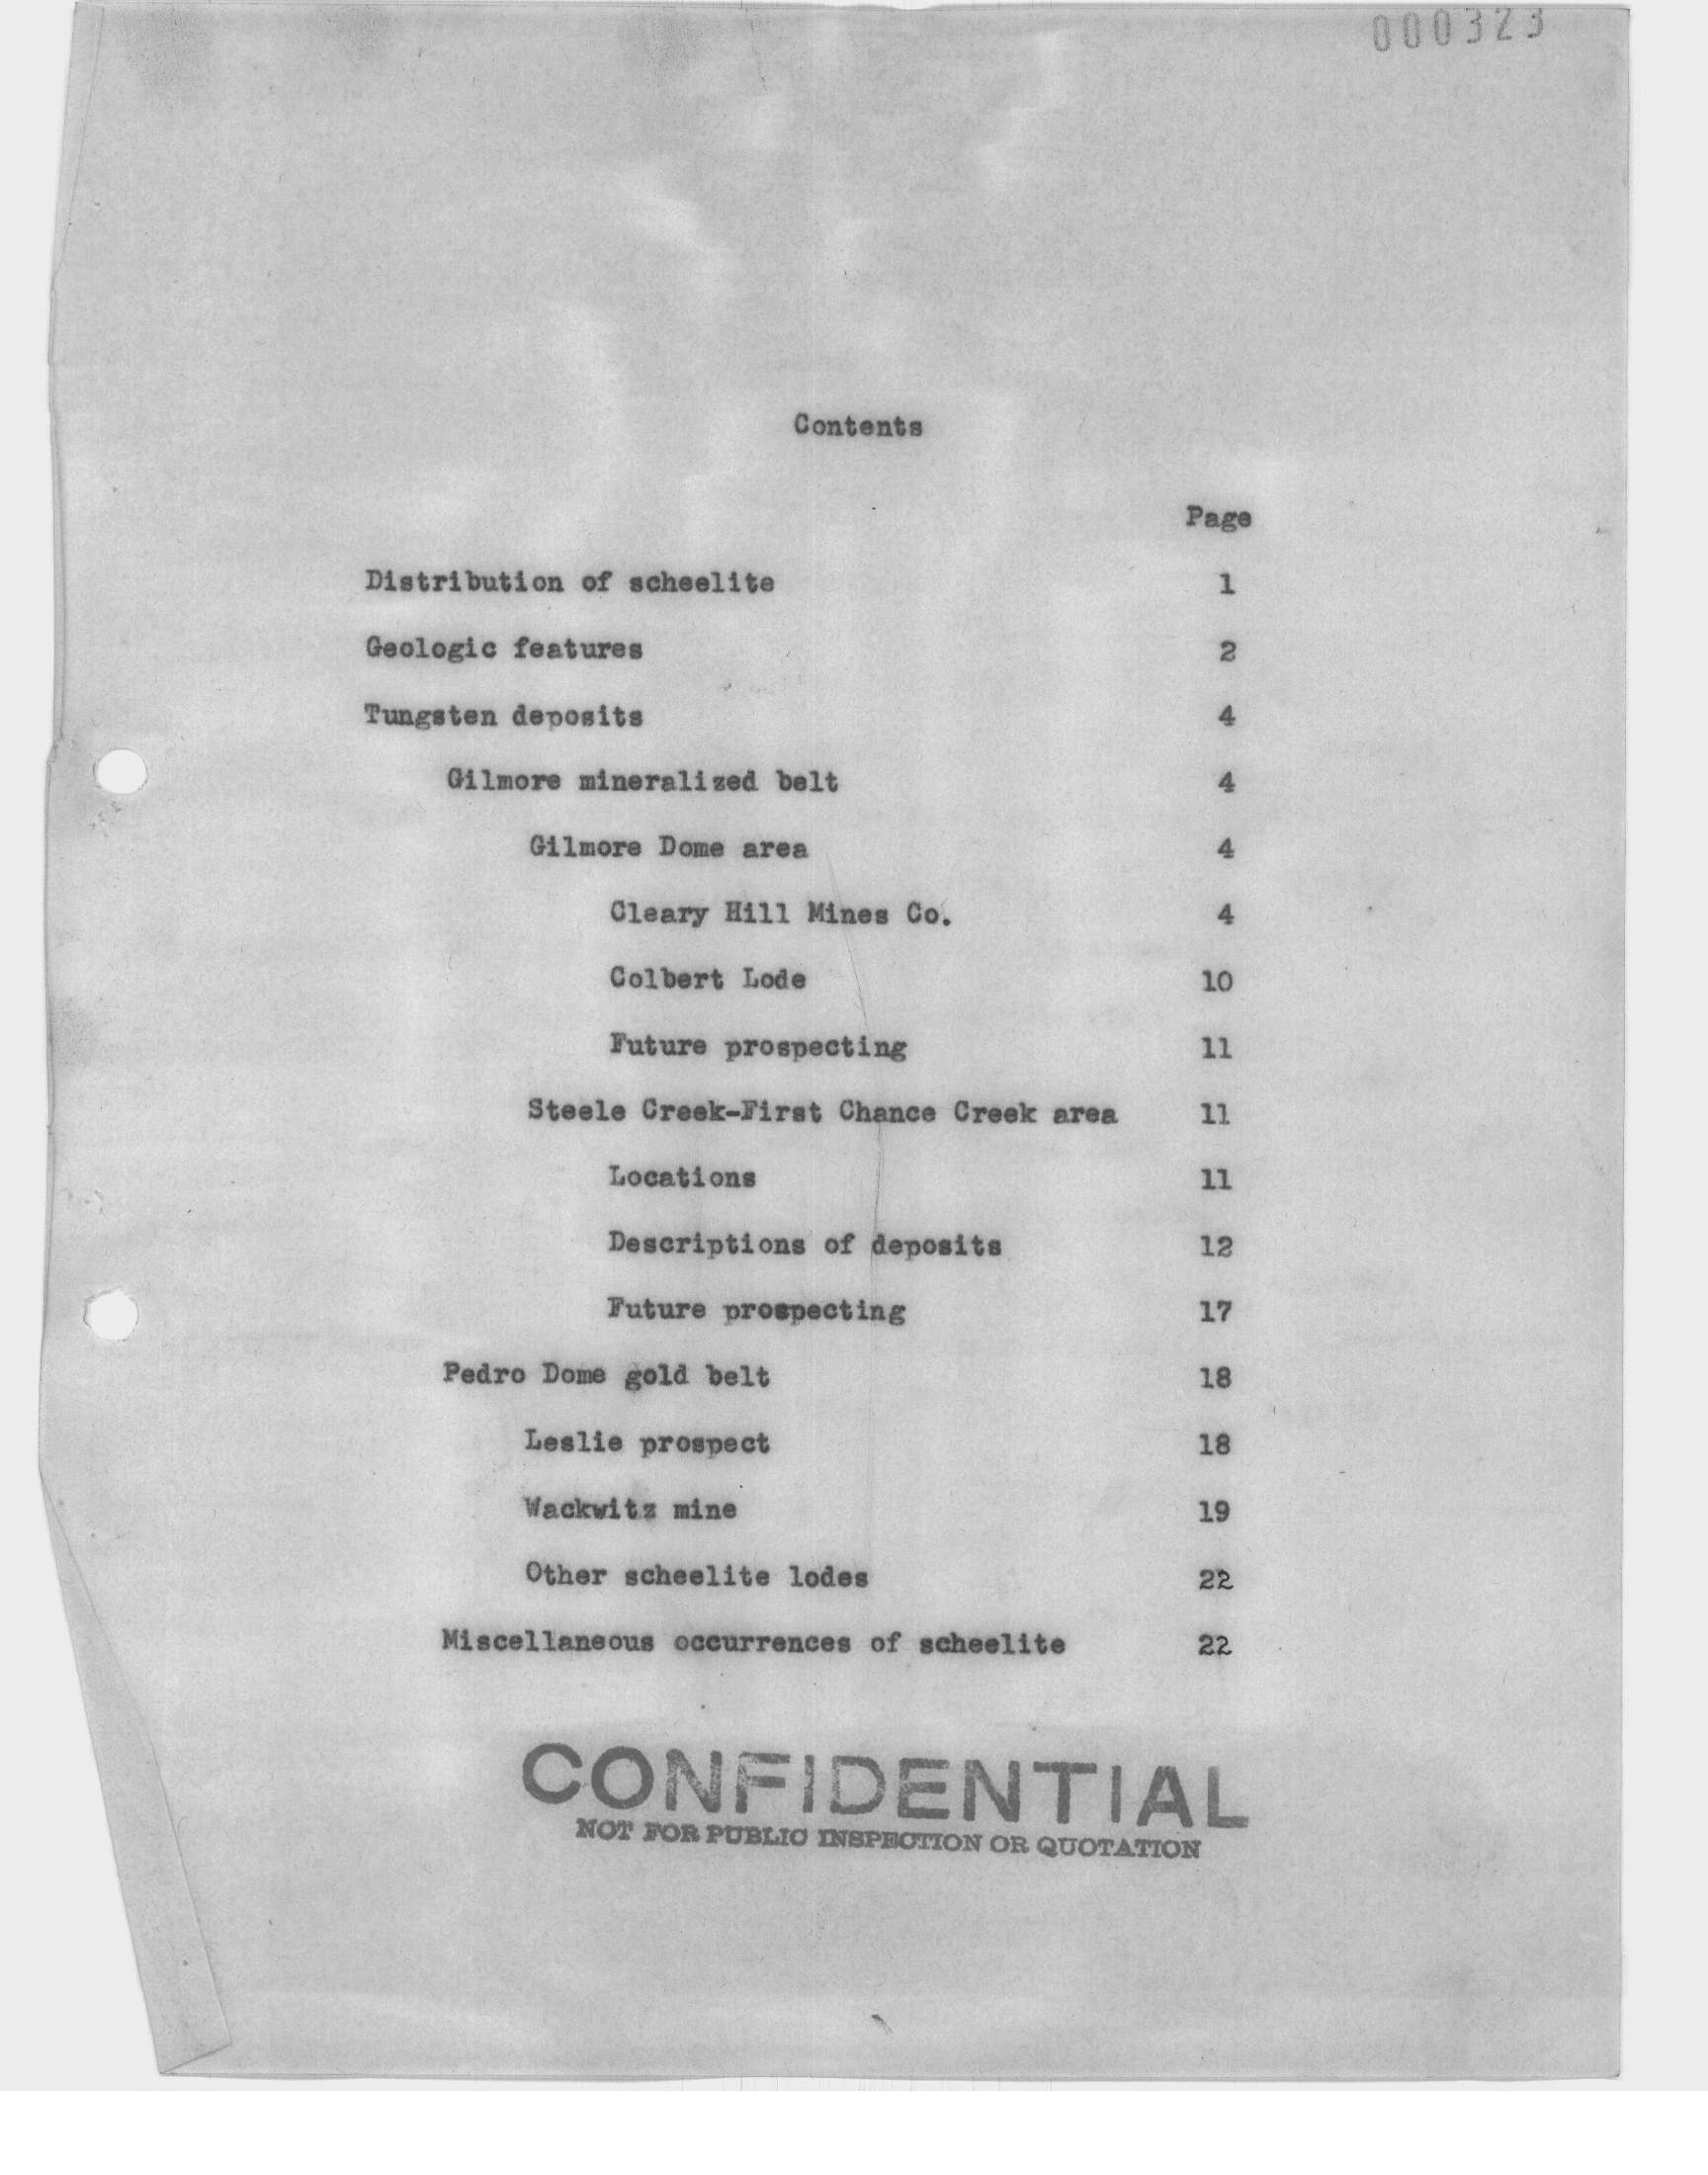 000323
Contents
Page
Distribution of scheelite 1
Geologic features 2
Tungsten deposits 4
Gilmore mineralized belt 4
Gilmore Dome area 4
Cleary Hill Mines Co. 4
Colbert Lode 10
Future prospecting 11
Steele Creek-First Chance Creek area 11
Locations 11
Descriptions of deposits 12
Future prospecting 17
Pedro Dome gold belt 18
Leslie prospect 18
Wackwitz mine 19
Other scheelite lodes 22
Miscellaneous occurrences of scheelite 22
CONFIDENTIAL
NOT FOR PUBLIC INSPECTION OR QUOTATION